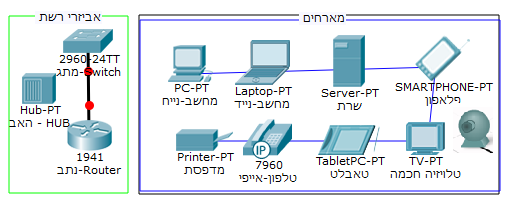 אביזרי רשת
2960-24TT
מתג-Switch
Hub-PT
האב - HUB
1941
נתב-Router
מארחים
PC-PT
מחשב-נייח
Laptop-PT
מחשב-נייד
Server-PT
שרת
SMARTPHONE-PT
פלאפון
Printer-PT
מדפסת
IP
7960
טלפון-אייפי
TabletPC-PT
טאבלט
TV-PT
טלויזיה חכמה